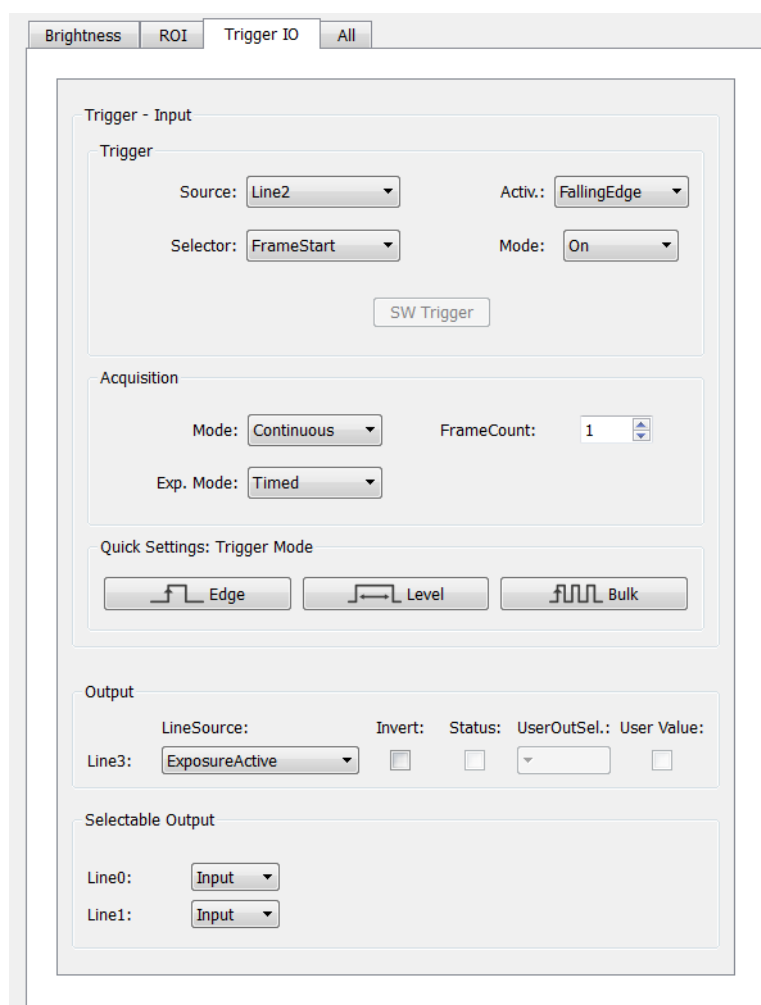 Brightness ROI Trigger IO All
Trigger - Input
Trigger
Source: Line2 Activ.: FallingEdge
Selector: FrameStart Mode: On
SW Trigger
Acquisition
Mode: Continuous FrameCount: 1
Exp. Mode: Timed
Quick Settings: Trigger Mode
Edge Level Bulk
Output
LineSource: Invert: Status: UserOutSel.: User Value:
Line3: ExposureActive
Selectable Output
Line0: Input
Line1: Input